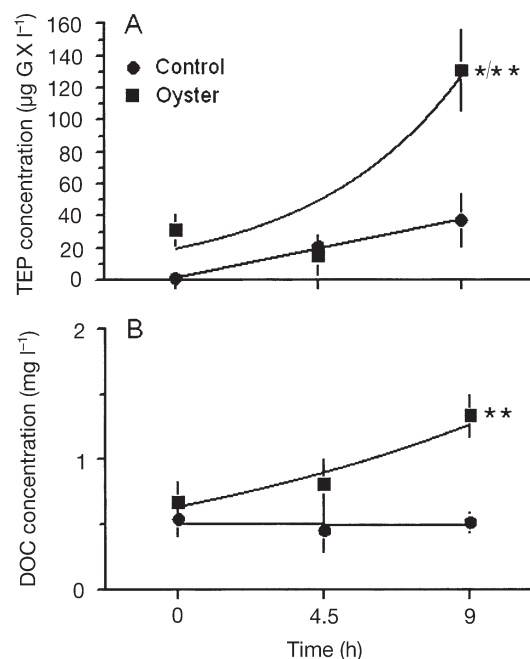 A
Control
Oyster
TEP concentration (µg G X l⁻¹)
160
140
120
100
80
60
40
20
0
*/**
B
DOC concentration (mg l⁻¹)
2
1
0
**
0 4.5 9
Time (h)